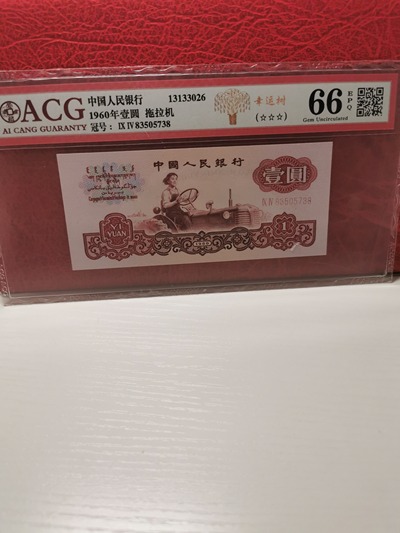 ACG
AI CANG GUARANTY
中国人民银行 13133026
1960年壹圆 拖拉机
冠号: IX IV 83505738
幸运树
(☆☆☆)
66 EPQ
Gem Uncirculated
中國人民銀行
壹圓
YI
YUAN
1960
1